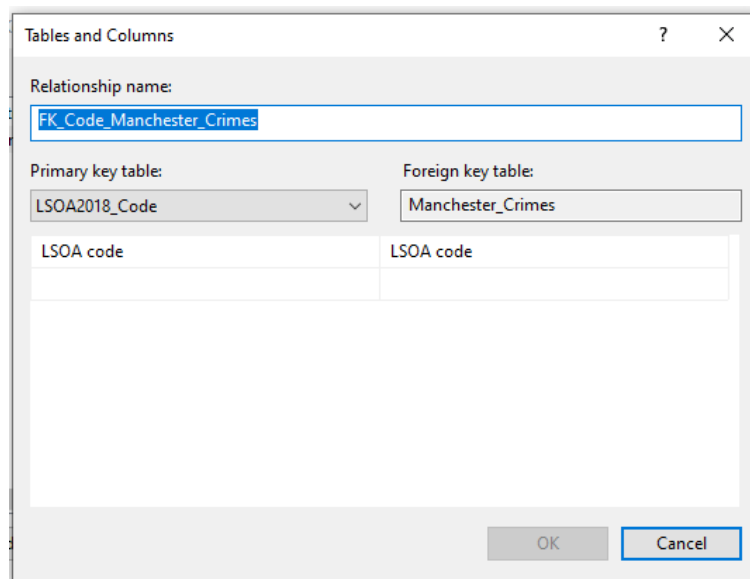 Tables and Columns
?
Relationship name:
FK_Code_Manchester_Crimes
Primary key table:
Foreign key table:
LSOA2018_Code
Manchester_Crimes
LSOA code
LSOA code
OK
Cancel